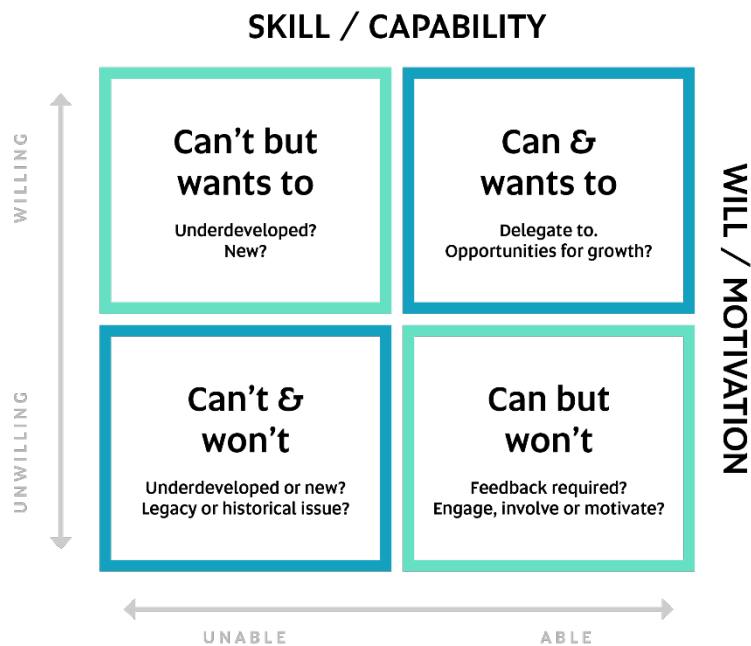 SKILL / CAPABILITY
WILLING
Can’t but
wants to
Underdeveloped?
New?
Can &
wants to
Delegate to.
Opportunities for growth?
WILL / MOTIVATION
UNWILLING
Can’t &
won’t
Underdeveloped or new?
Legacy or historical issue?
Can but
won’t
Feedback required?
Engage, involve or motivate?
UNABLE
ABLE